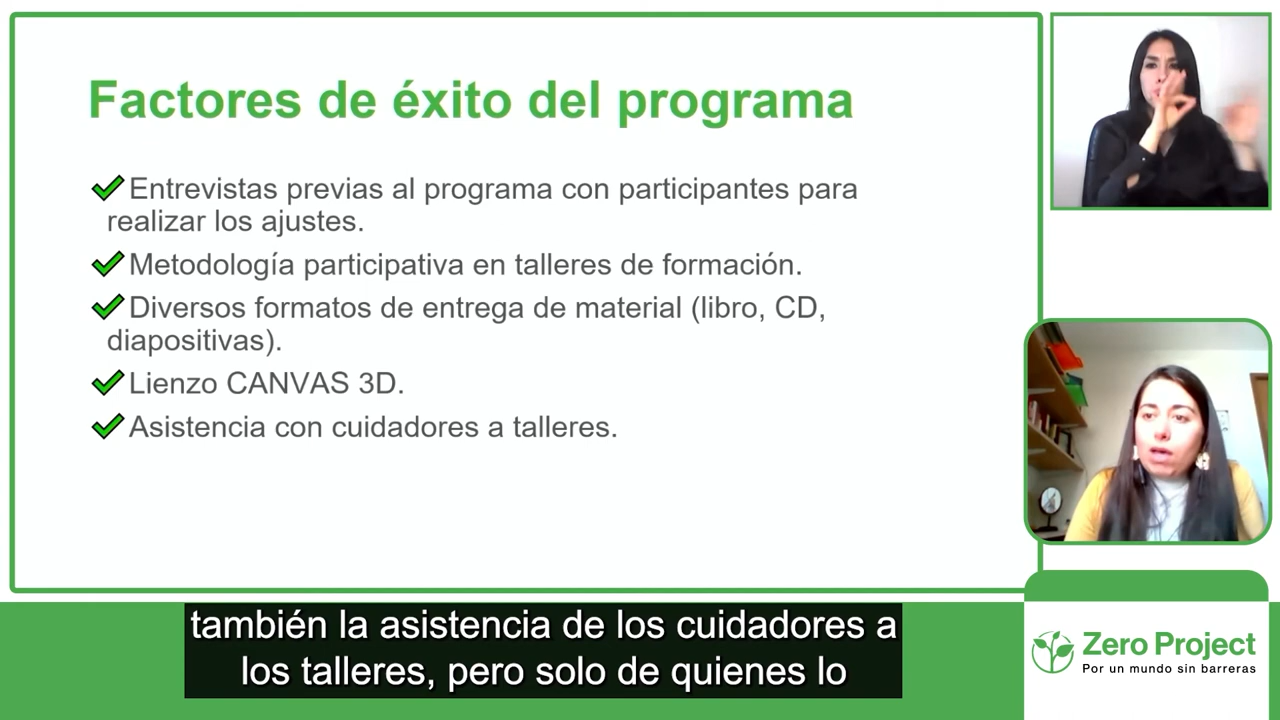 Factores de éxito del programa
Entrevistas previas al programa con participantes para
realizar los ajustes.
Metodología participativa en talleres de formación.
Diversos formatos de entrega de material (libro, CD,
diapositivas).
Lienzo CANVAS 3D.
Asistencia con cuidadores a talleres.
también la asistencia de los cuidadores a
los talleres, pero solo de quienes lo
Zero Project
Por un mundo sin barreras